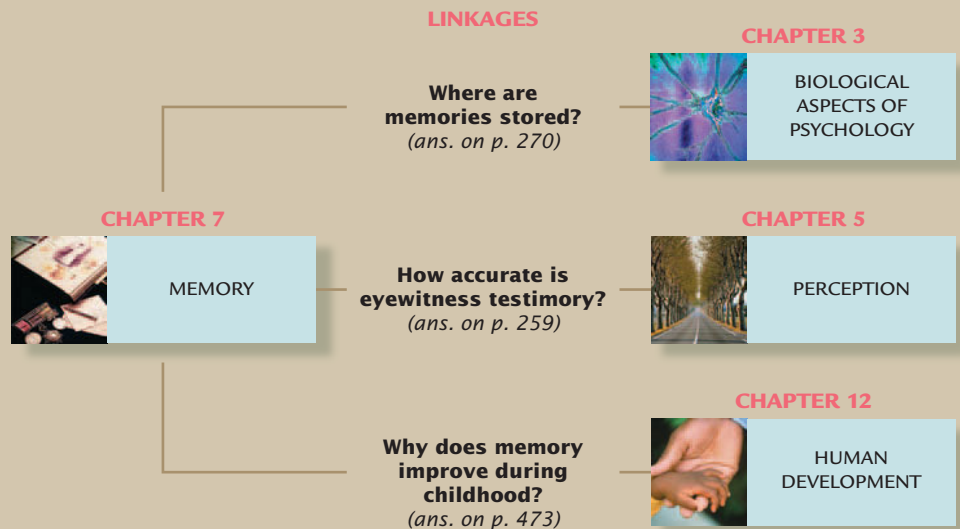 LINKAGES
CHAPTER 3
Where are
memories stored?
(ans. on p. 270)
BIOLOGICAL
ASPECTS OF
PSYCHOLOGY
CHAPTER 7
MEMORY
CHAPTER 5
How accurate is
eyewitness testimory?
(ans. on p. 259)
PERCEPTION
CHAPTER 12
Why does memory
improve during
childhood?
(ans. on p. 473)
HUMAN
DEVELOPMENT